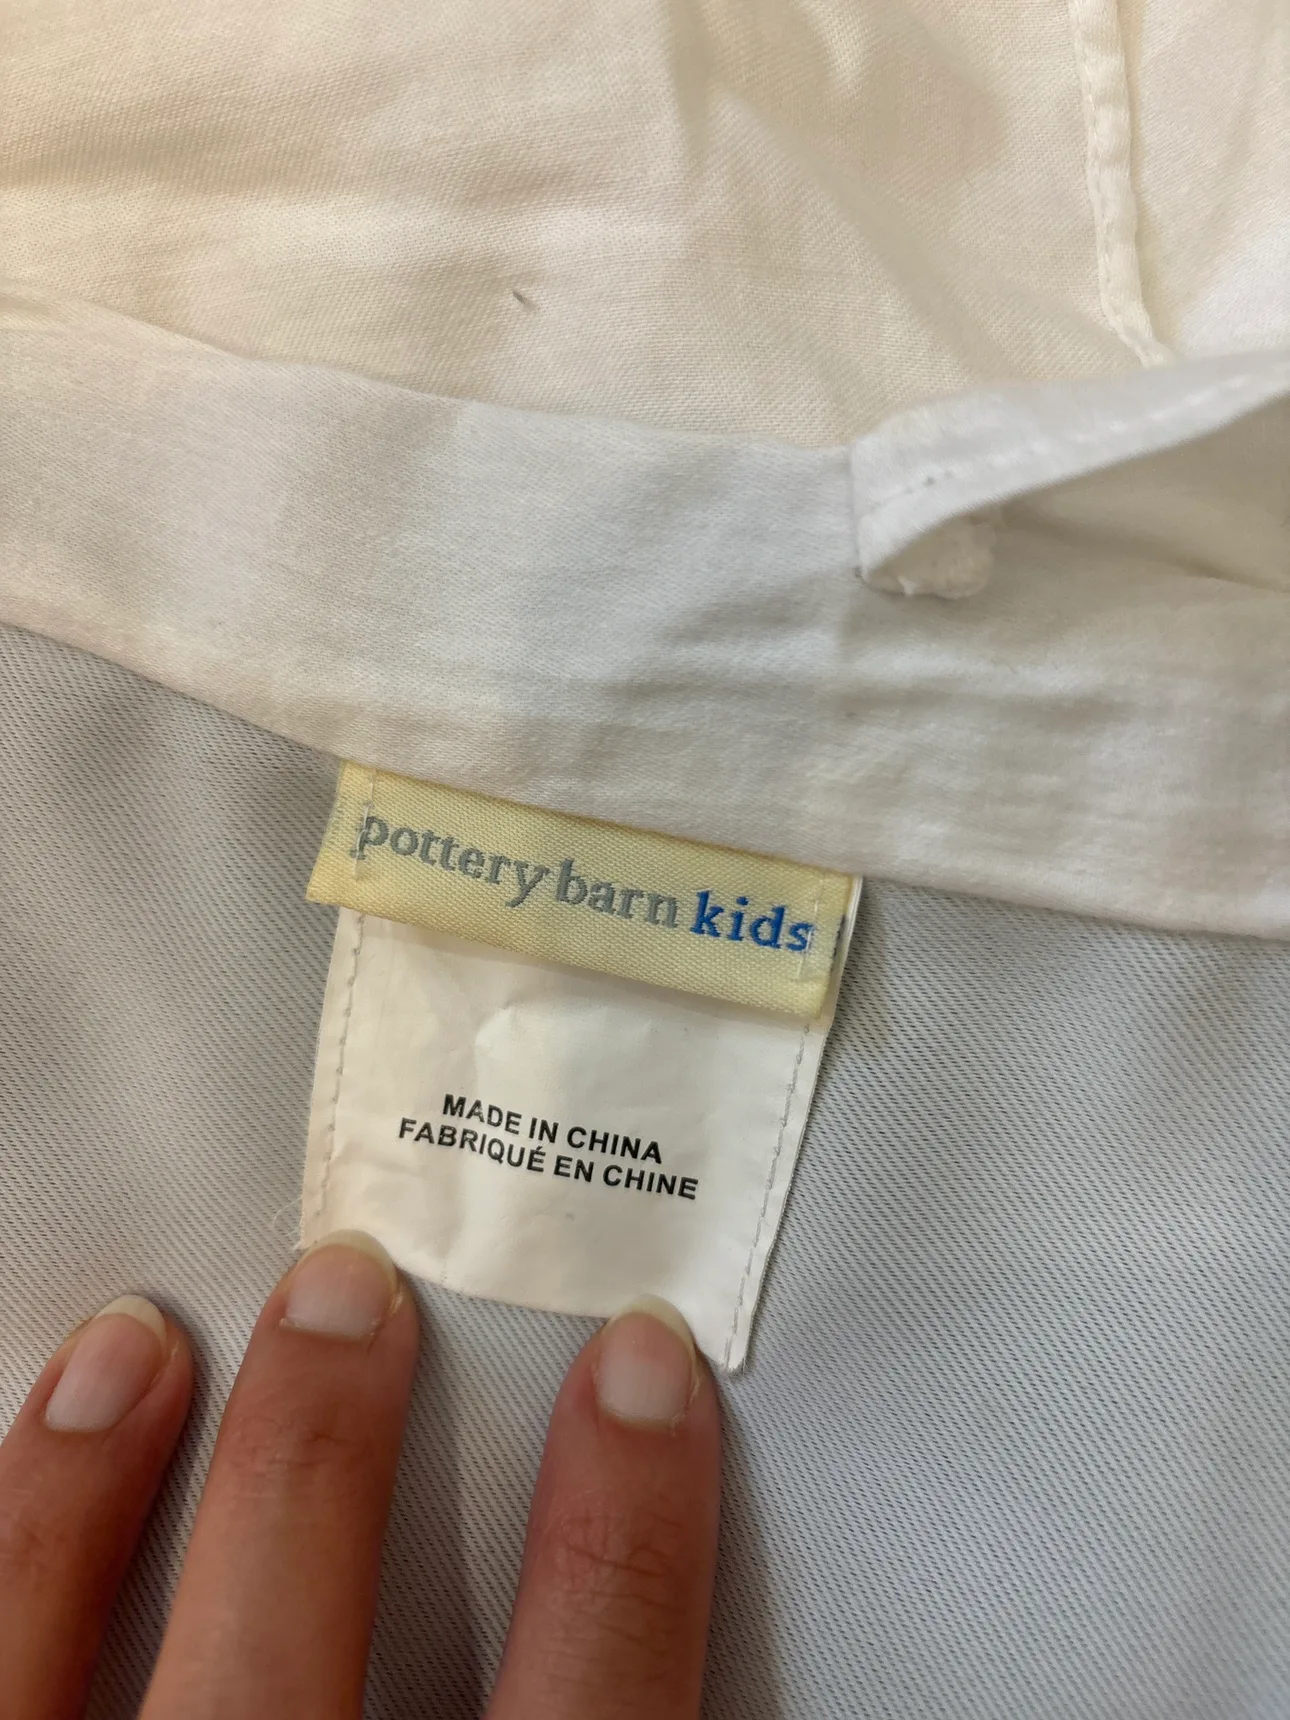 pottery barn kids
MADE IN CHINA
FABRIQUÉ EN CHINE